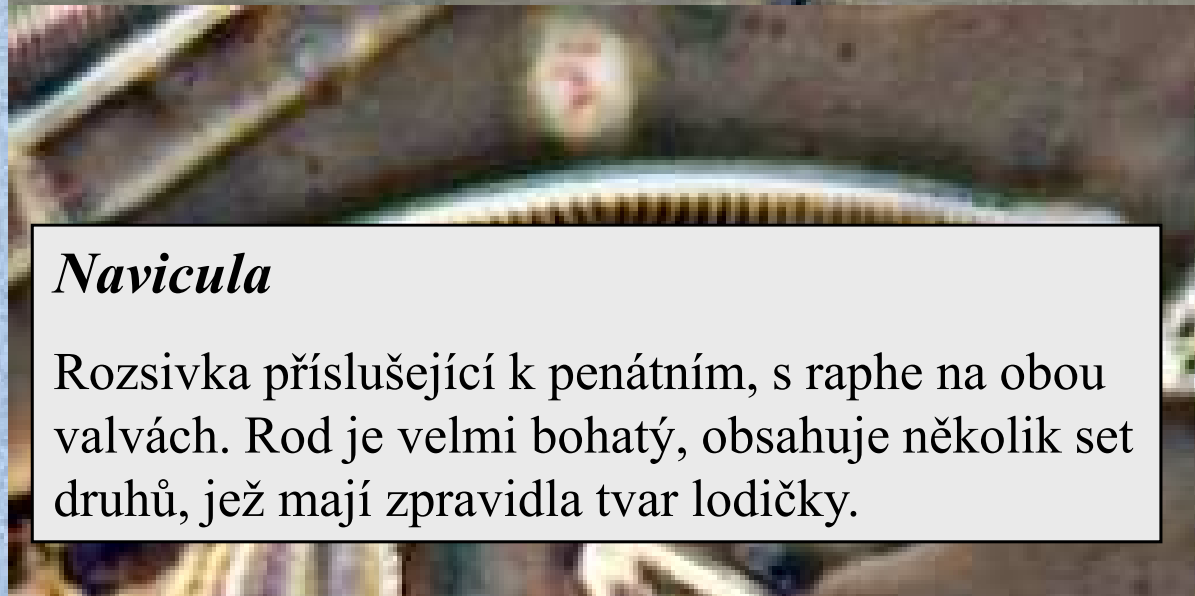 Navicula
Rozsivka příslušející k penátním, s raphe na obou
valvách. Rod je velmi bohatý, obsahuje několik set
druhů, jež mají zpravidla tvar lodičky.